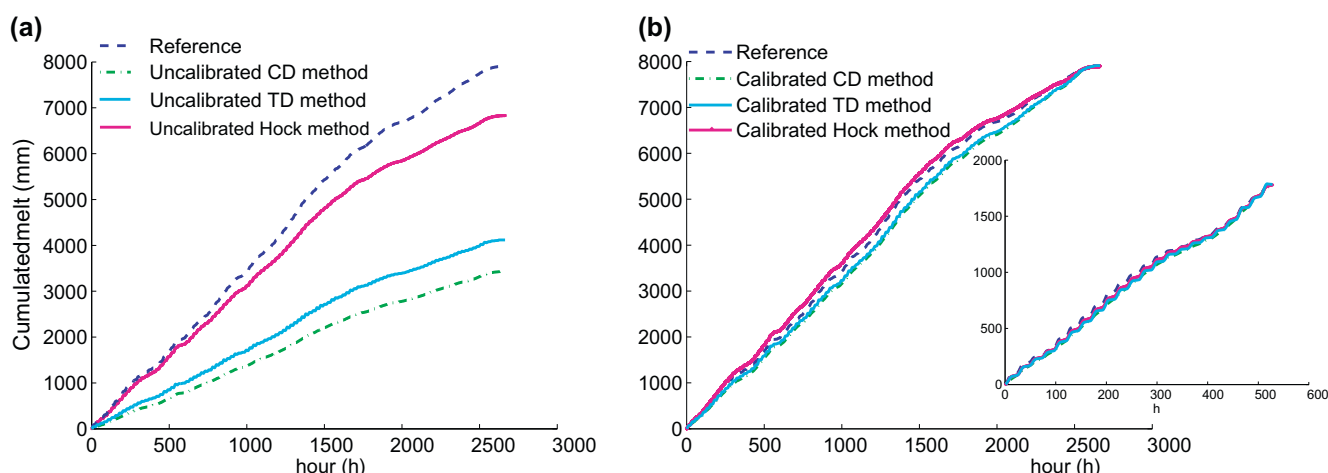 (a)
Reference
Uncalibrated CD method
Uncalibrated TD method
Uncalibrated Hock method
8000
7000
6000
5000
4000
3000
2000
1000
0
Cumulatedmelt (mm)
0 500 1000 1500 2000 2500 3000
hour (h)
(b)
Reference
Calibrated CD method
Calibrated TD method
Calibrated Hock method
8000
7000
6000
5000
4000
3000
2000
1000
0
0 500 1000 1500 2000 2500 3000
hour (h)
2000
1500
1000
500
0
0 100 200 300 400 500 600
h